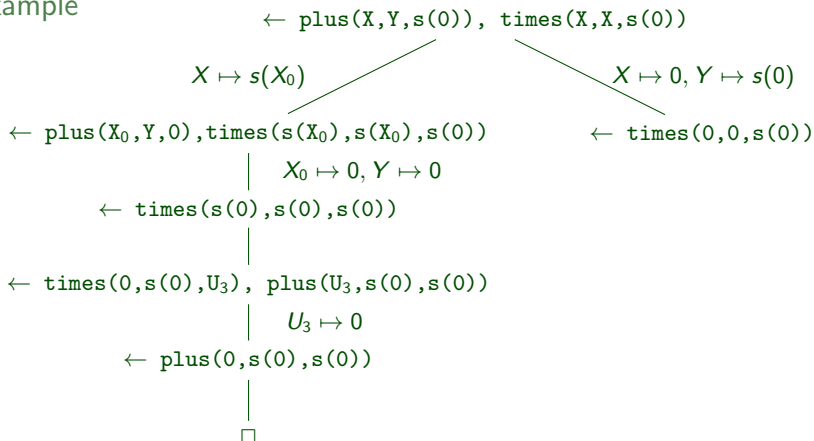 ample
← plus(X,Y,s(0)), times(X,X,s(0))
X ↦ s(X₀)
X ↦ 0, Y ↦ s(0)
← plus(X₀,Y,0),times(s(X₀),s(X₀),s(0))
← times(0,0,s(0))
X₀ ↦ 0, Y ↦ 0
← times(s(0),s(0),s(0))
← times(0,s(0),U₃), plus(U₃,s(0),s(0))
U₃ ↦ 0
← plus(0,s(0),s(0))
□